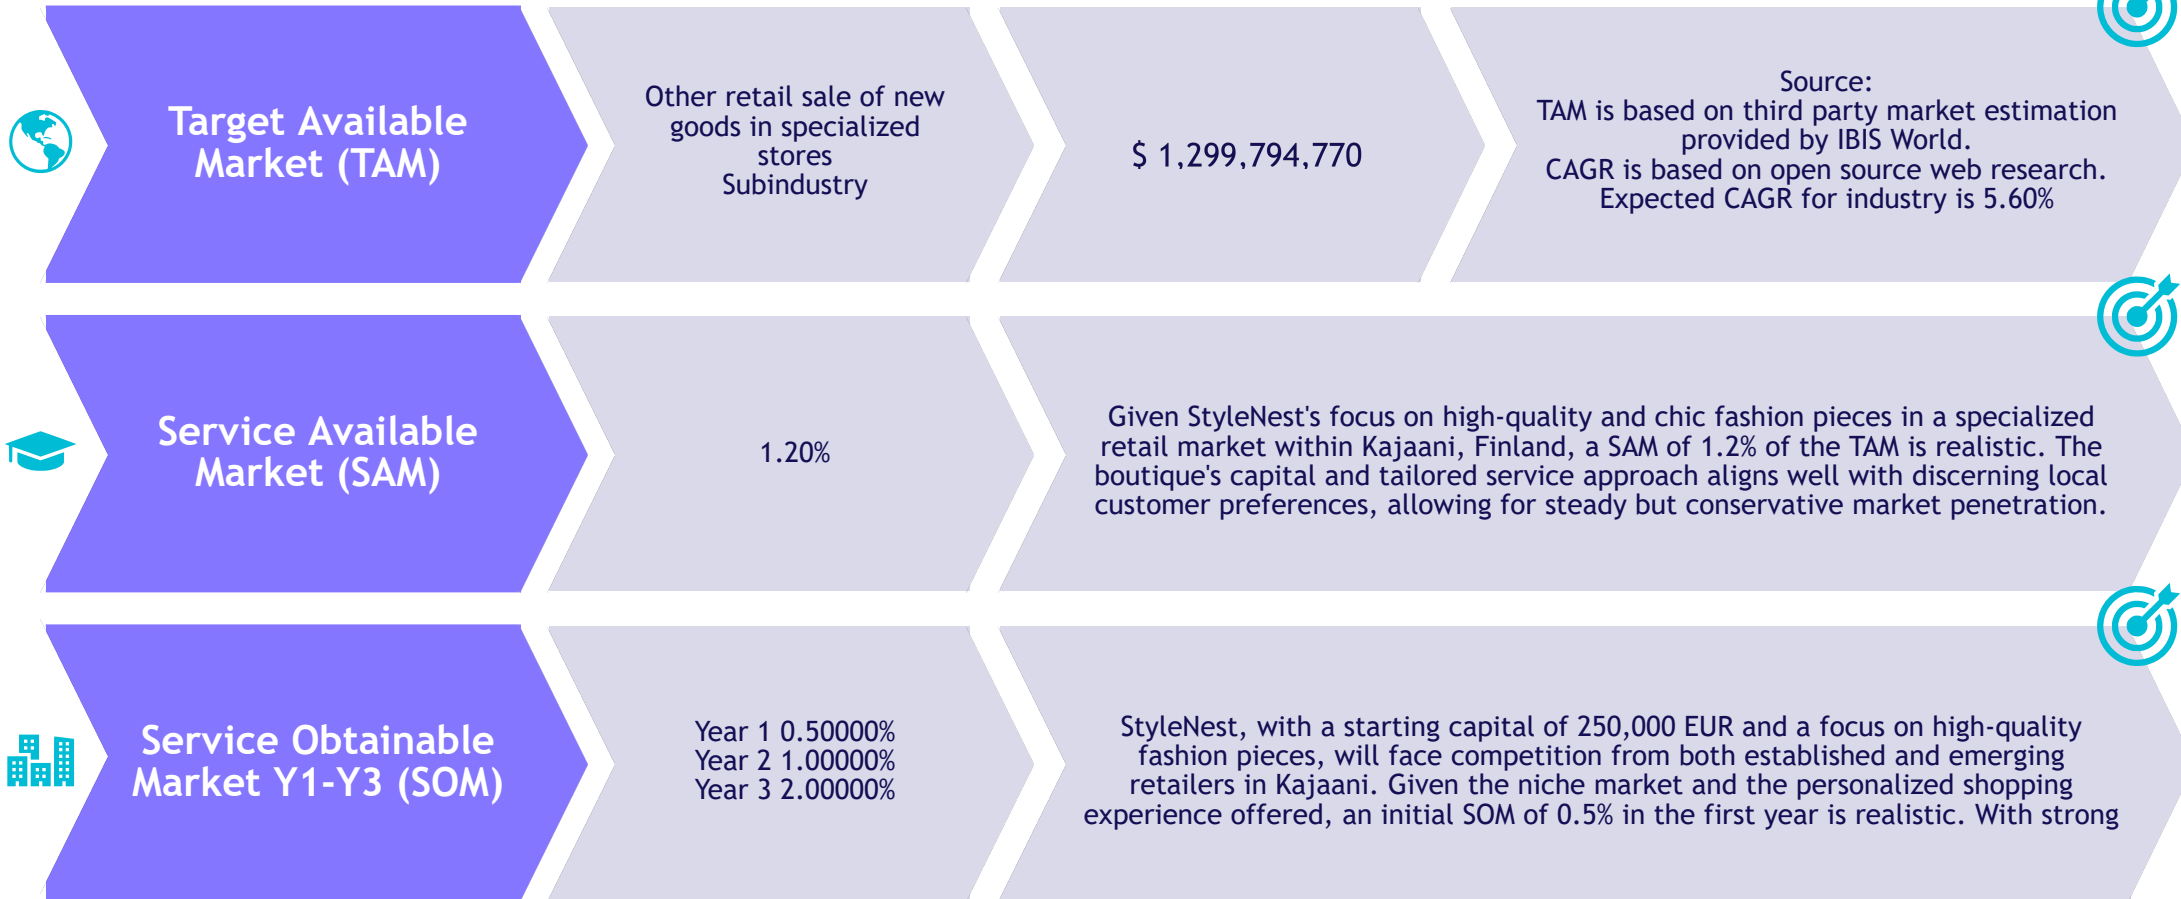 Target Available
Market (TAM)
Other retail sale of new
goods in specialized
stores
Subindustry
$ 1,299,794,770
Source:
TAM is based on third party market estimation
provided by IBIS World.
CAGR is based on open source web research.
Expected CAGR for industry is 5.60%
Service Available
Market (SAM)
1.20%
Given StyleNest's focus on high-quality and chic fashion pieces in a specialized
retail market within Kajaani, Finland, a SAM of 1.2% of the TAM is realistic. The
boutique's capital and tailored service approach aligns well with discerning local
customer preferences, allowing for steady but conservative market penetration.
Service Obtainable
Market Y1-Y3 (SOM)
Year 1 0.50000%
Year 2 1.00000%
Year 3 2.00000%
StyleNest, with a starting capital of 250,000 EUR and a focus on high-quality
fashion pieces, will face competition from both established and emerging
retailers in Kajaani. Given the niche market and the personalized shopping
experience offered, an initial SOM of 0.5% in the first year is realistic. With strong